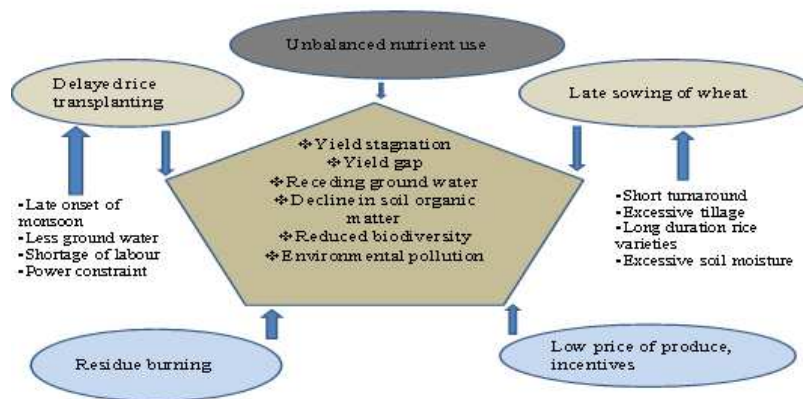 Unbalanced nutrient use
Delayed rice
transplanting
Late sowing of wheat
❖Yield stagnation
❖Yield gap
❖Receding ground water
❖Decline in soil organic
matter
❖Reduced biodiversity
❖Environmental pollution
▪Late onset of
monsoon
▪Less ground water
▪Shortage of labour
▪Power constraint
▪Short turnaround
▪Excessive tillage
▪Long duration rice
varieties
▪Excessive soil moisture
Residue burning
Low price of produce,
incentives